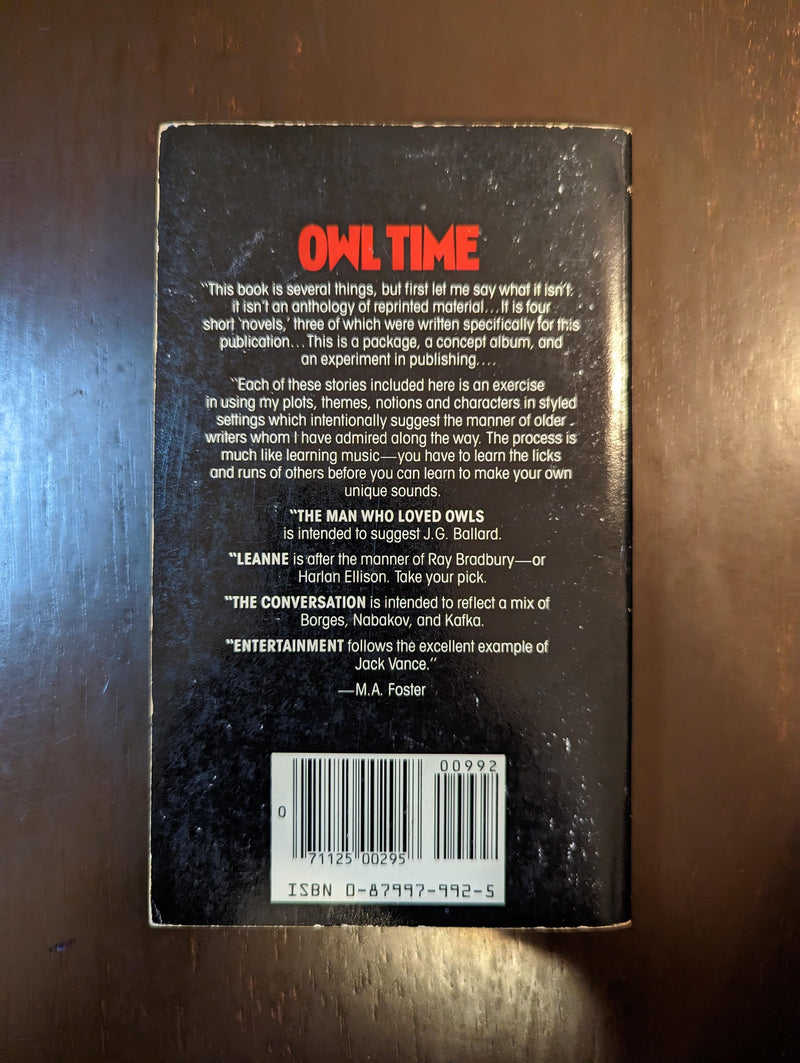 OWL TIME
“This book is several things, but first let me say what it isn’t:
it isn’t an anthology of reprinted material...It is four
short ‘novels,’ three of which were written specifically for this
publication...This is a package, a concept album, and
an experiment in publishing....
“Each of these stories included here is an exercise
in using my plots, themes, notions and characters in styled
settings which intentionally suggest the manner of older
writers whom I have admired along the way. The process is
much like learning music—you have to learn the licks
and runs of others before you can learn to make your own
unique sounds.
“THE MAN WHO LOVED OWLS
is intended to suggest J.G. Ballard.
“LEANNE is after the manner of Ray Bradbury—or
Harlan Ellison. Take your pick.
“THE CONVERSATION is intended to reflect a mix of
Borges, Nabakov, and Kafka.
“ENTERTAINMENT follows the excellent example of
Jack Vance.”
—M.A. Foster
00992
0
71125 00295
ISBN 0-87997-992-5